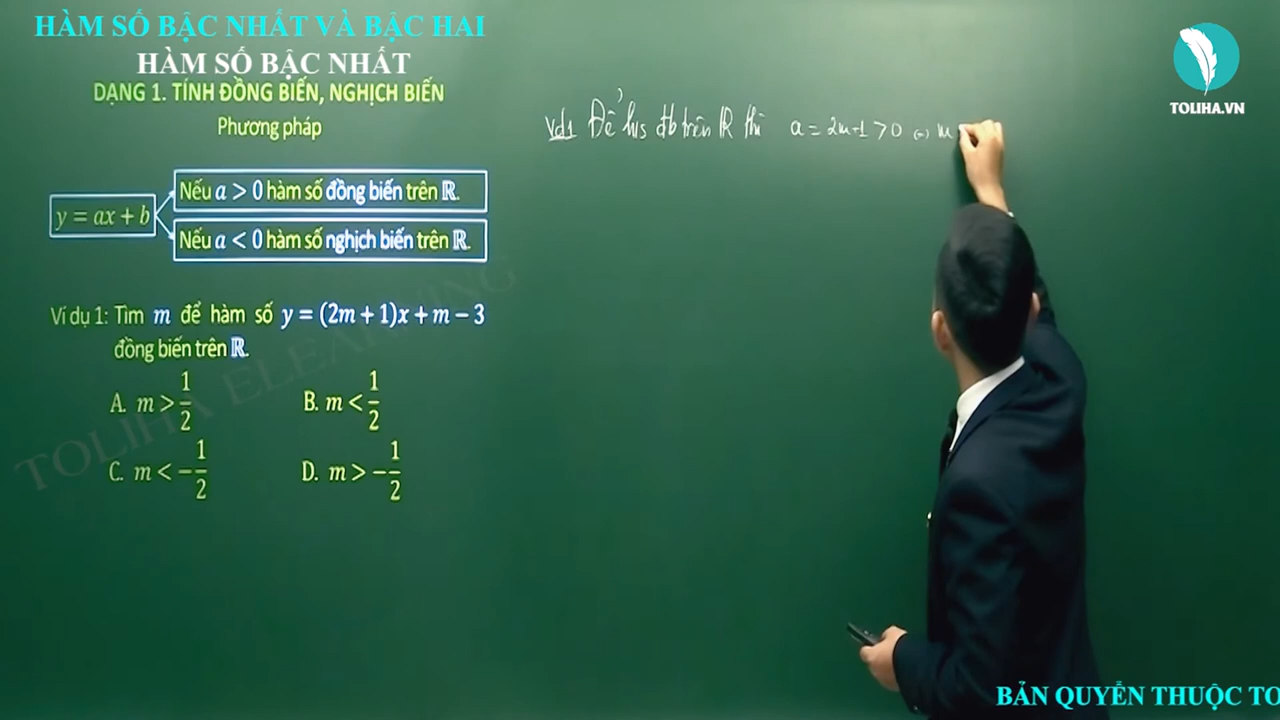 HÀM SỐ BẬC NHẤT VÀ BẬC HAI
HÀM SỐ BẬC NHẤT
DẠNG 1. TÍNH ĐỒNG BIẾN, NGHỊCH BIẾN
Phương pháp
y = ax + b
Nếu a > 0 hàm số đồng biến trên ℝ.
Nếu a < 0 hàm số nghịch biến trên ℝ.
Ví dụ 1: Tìm m để hàm số y = (2m + 1)x + m − 3
đồng biến trên ℝ.
A. m > 1/2
B. m < 1/2
C. m < −1/2
D. m > −1/2
TOLIHA ELEARNING
Vd1 Để hs đb trên ℝ thì a = 2m+1 > 0 (=) m
TOLIHA.VN
BẢN QUYỀN THUỘC TO